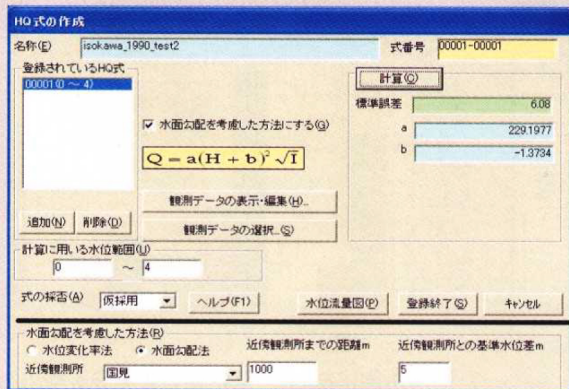 HQ式の作成
名称(E) isokawa_1990_test2 式番号 00001-00001
登録されているHQ式
00001(0 ～ 4)
計算(C)
標準誤差 6.08
a 229.1977
b -1.3734
水面勾配を考慮した方法にする(G)
Q = a(H + b)² √I
観測データの表示・編集(H)...
観測データの選択...(S)
追加(N) 削除(D)
計算に用いる水位範囲(U)
0 ～ 4
式の採否(A) 仮採用 ヘルプ(F1) 水位流量図(P) 登録終了(S) キャンセル
水面勾配を考慮した方法(R)
水位変化率法 水面勾配法
近傍観測所までの距離m 近傍観測所との基準水位差m
近傍観測所 国見 1000 5